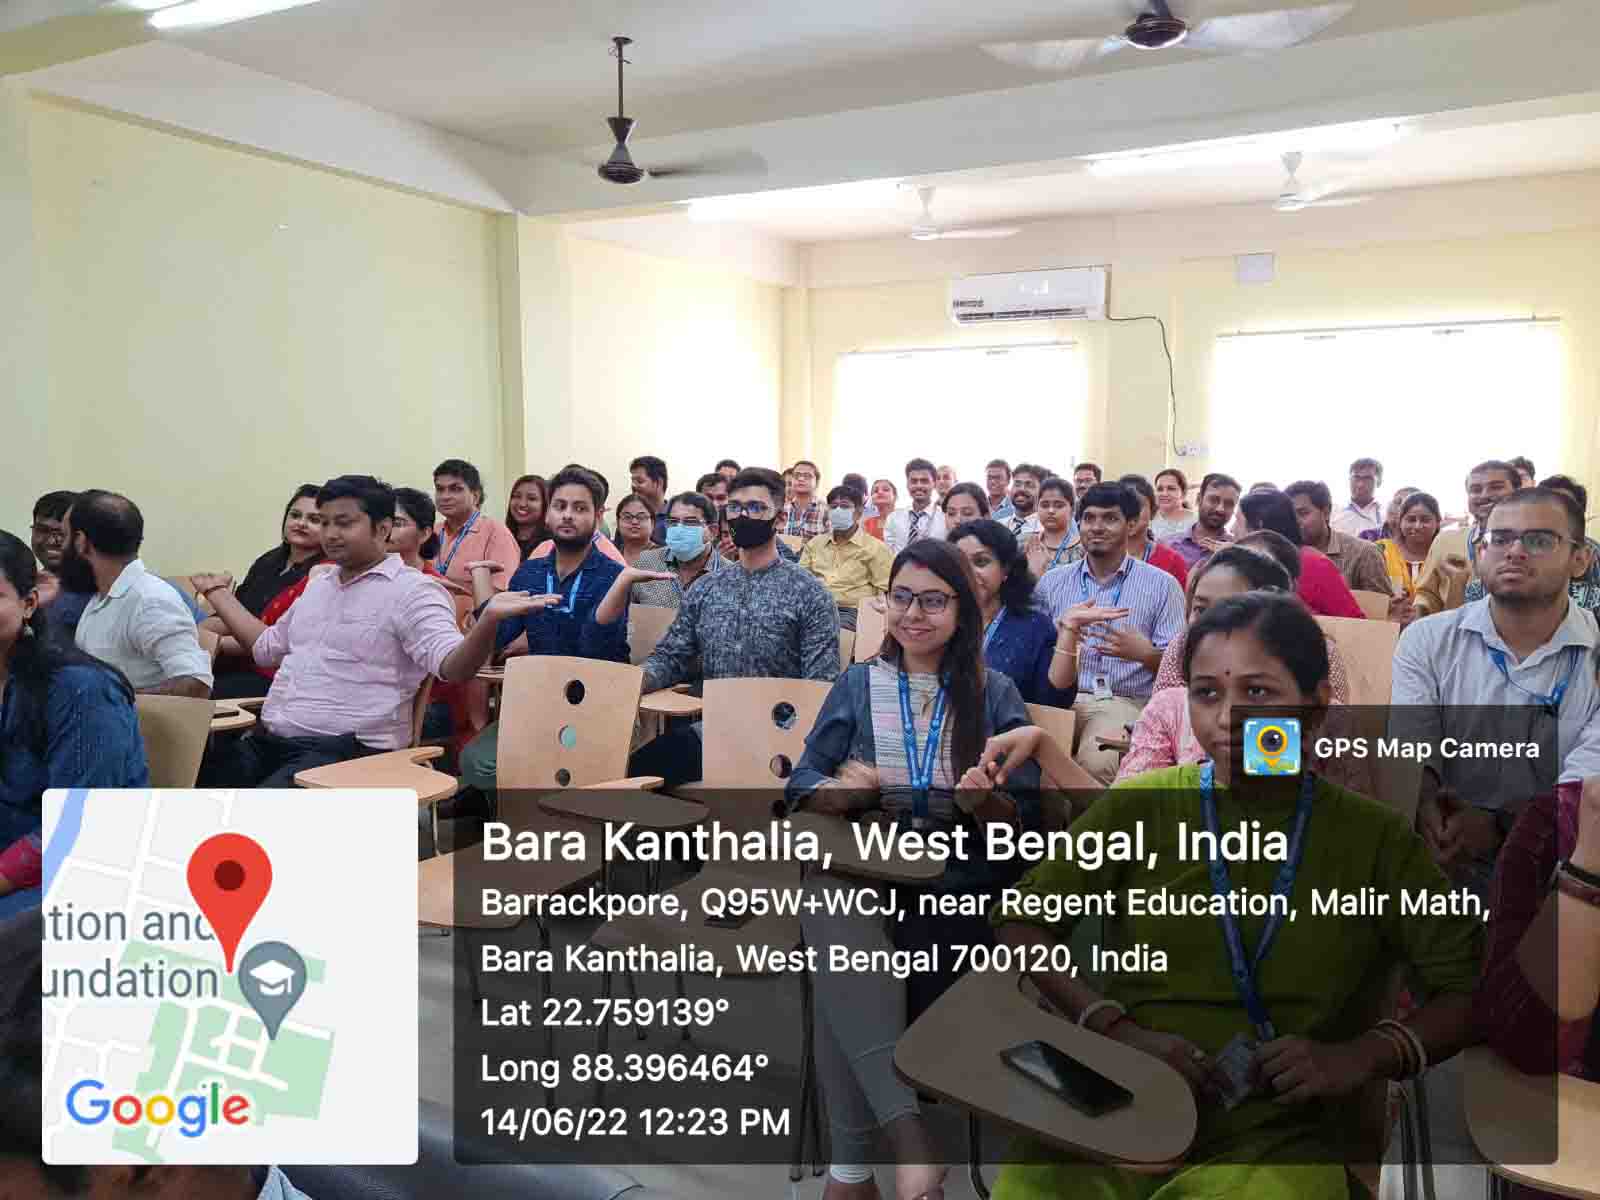 GPS Map Camera
Bara Kanthalia, West Bengal, India
Barrackpore, Q95W+WCJ, near Regent Education, Malir Math,
Bara Kanthalia, West Bengal 700120, India
Lat 22.759139°
Long 88.396464°
14/06/22 12:23 PM
tion and
undation
Google